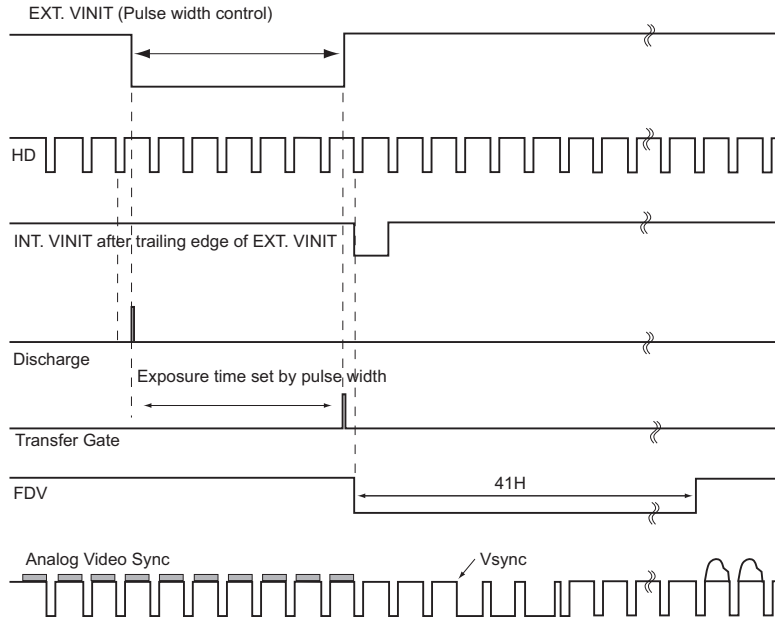 EXT. VINIT (Pulse width control)
HD
INT. VINIT after trailing edge of EXT. VINIT
Discharge
Exposure time set by pulse width
Transfer Gate
41H
FDV
Analog Video Sync
Vsync